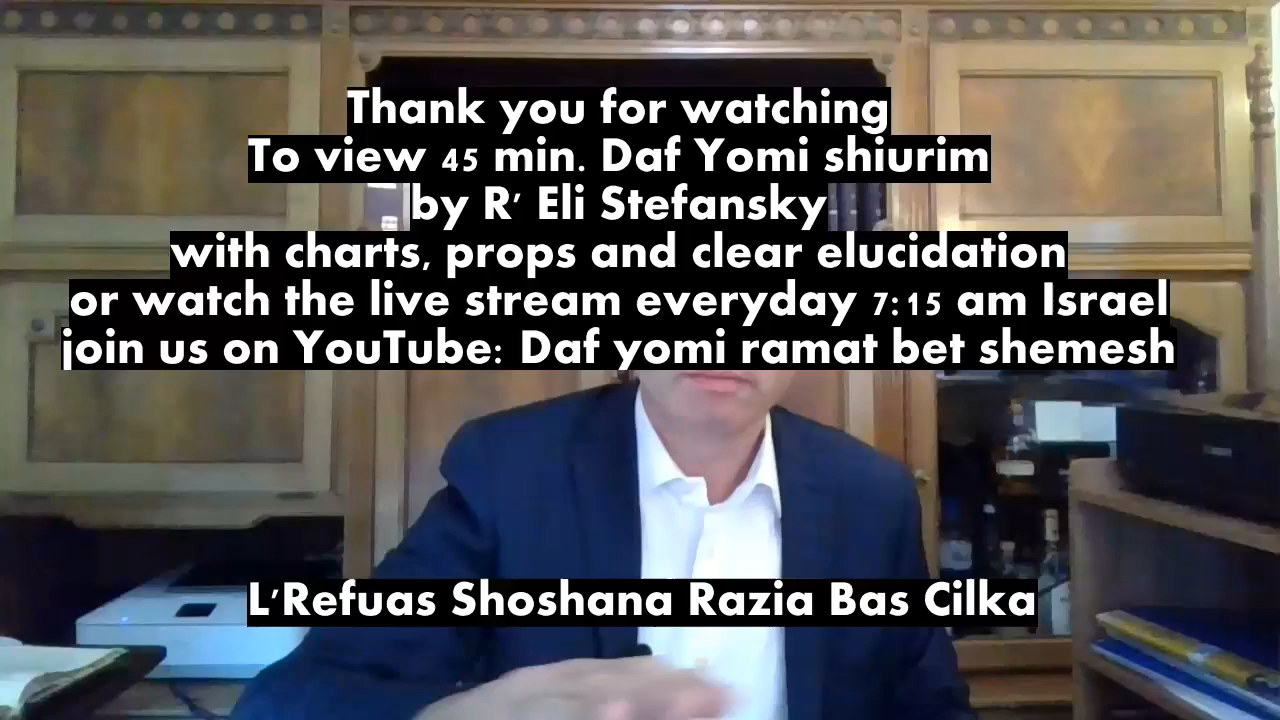 Thank you for watching
To view 45 min. Daf Yomi shiurim
by R' Eli Stefansky
with charts, props and clear elucidation
or watch the live stream everyday 7:15 am Israel
join us on YouTube: Daf yomi ramat bet shemesh
L'Refuas Shoshana Razia Bas Cilka